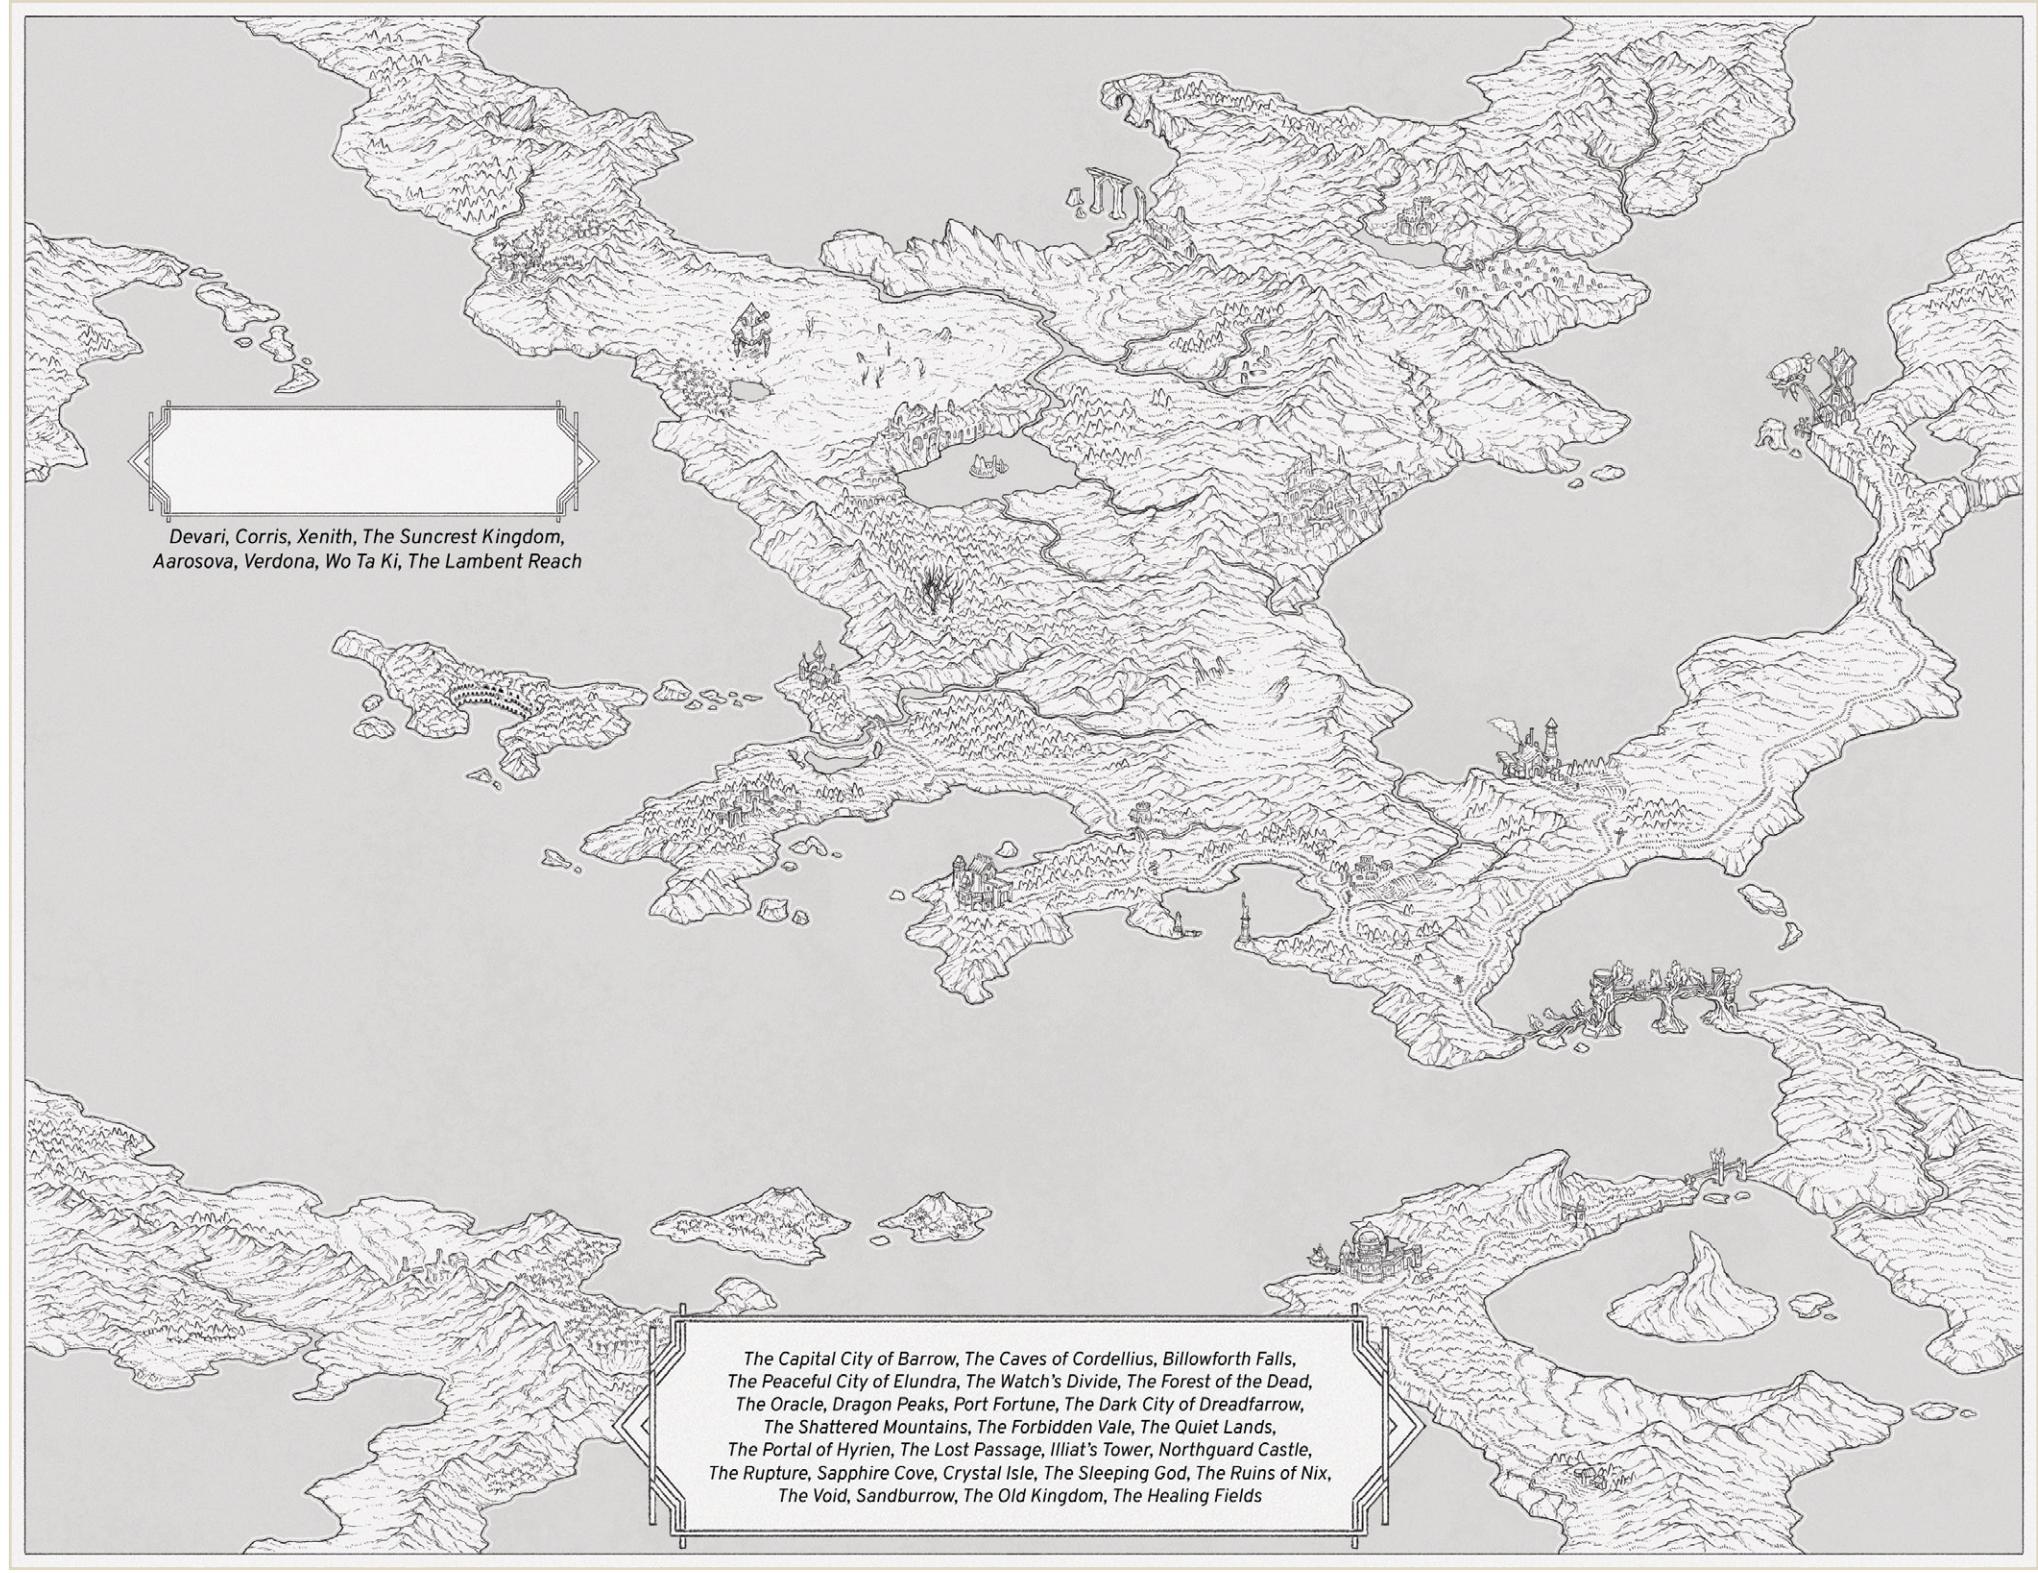 Devari, Corris, Xenith, The Suncrest Kingdom,
Aarosova, Verdona, Wo Ta Ki, The Lambent Reach
The Capital City of Barrow, The Caves of Cordellius, Billowforth Falls,
The Peaceful City of Elundra, The Watch's Divide, The Forest of the Dead,
The Oracle, Dragon Peaks, Port Fortune, The Dark City of Dreadfarrow,
The Shattered Mountains, The Forbidden Vale, The Quiet Lands,
The Portal of Hyrien, The Lost Passage, Illiat's Tower, Northguard Castle,
The Rupture, Sapphire Cove, Crystal Isle, The Sleeping God, The Ruins of Nix,
The Void, Sandburrow, The Old Kingdom, The Healing Fields